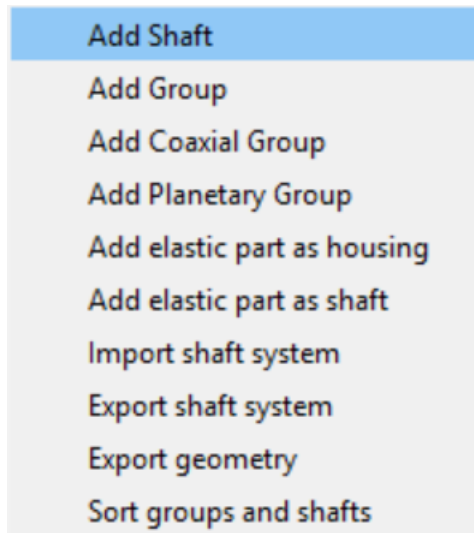 Add Shaft
Add Group
Add Coaxial Group
Add Planetary Group
Add elastic part as housing
Add elastic part as shaft
Import shaft system
Export shaft system
Export geometry
Sort groups and shafts